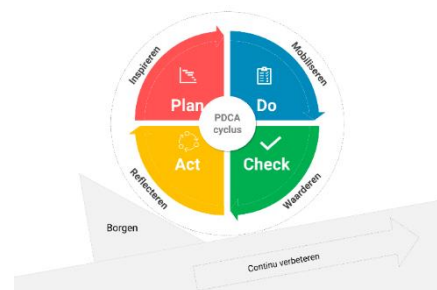 Inspireren
Mobiliseren
Plan
Do
PDCA
cyclus
Act
Check
Reflecteren
Waarderen
Borgen
Continu verbeteren